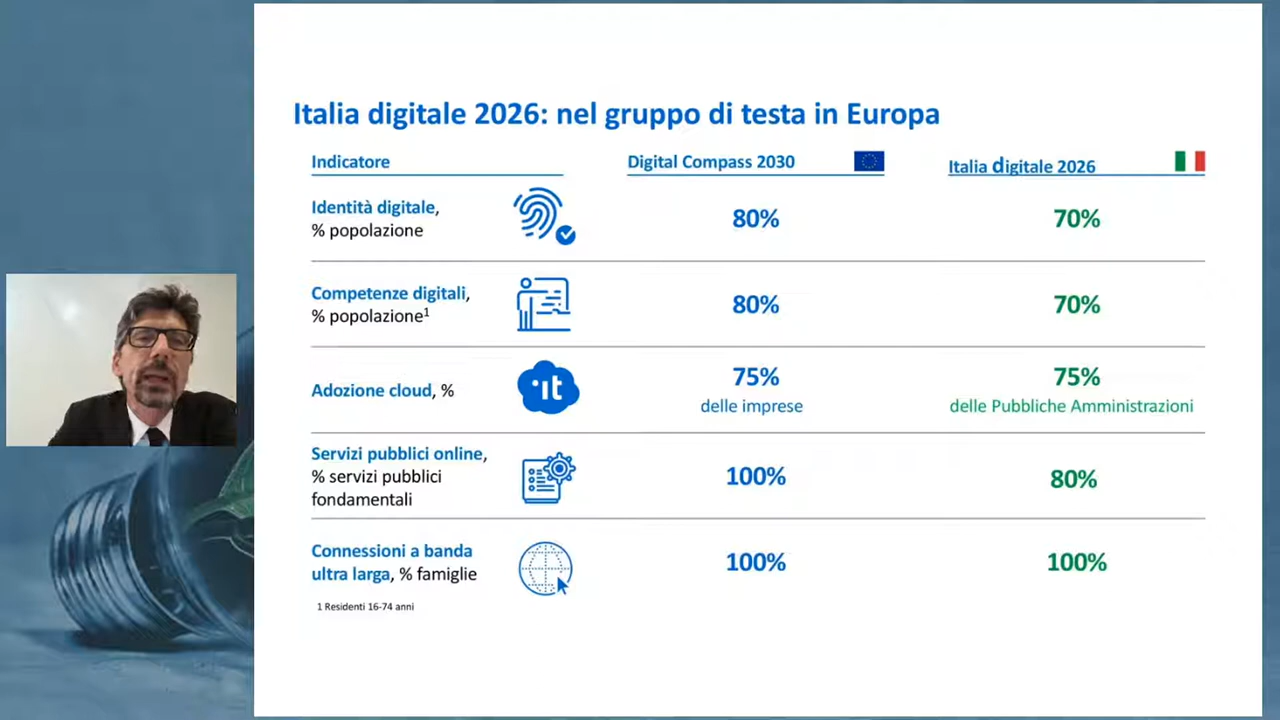 Italia digitale 2026: nel gruppo di testa in Europa
Indicatore
Digital Compass 2030
Italia digitale 2026
Identità digitale,
% popolazione
80%
70%
Competenze digitali,
% popolazione¹
80%
70%
Adozione cloud, %
.it
75%
delle imprese
75%
delle Pubbliche Amministrazioni
Servizi pubblici online,
% servizi pubblici
fondamentali
100%
80%
Connessioni a banda
ultra larga, % famiglie
100%
100%
1 Residenti 16-74 anni